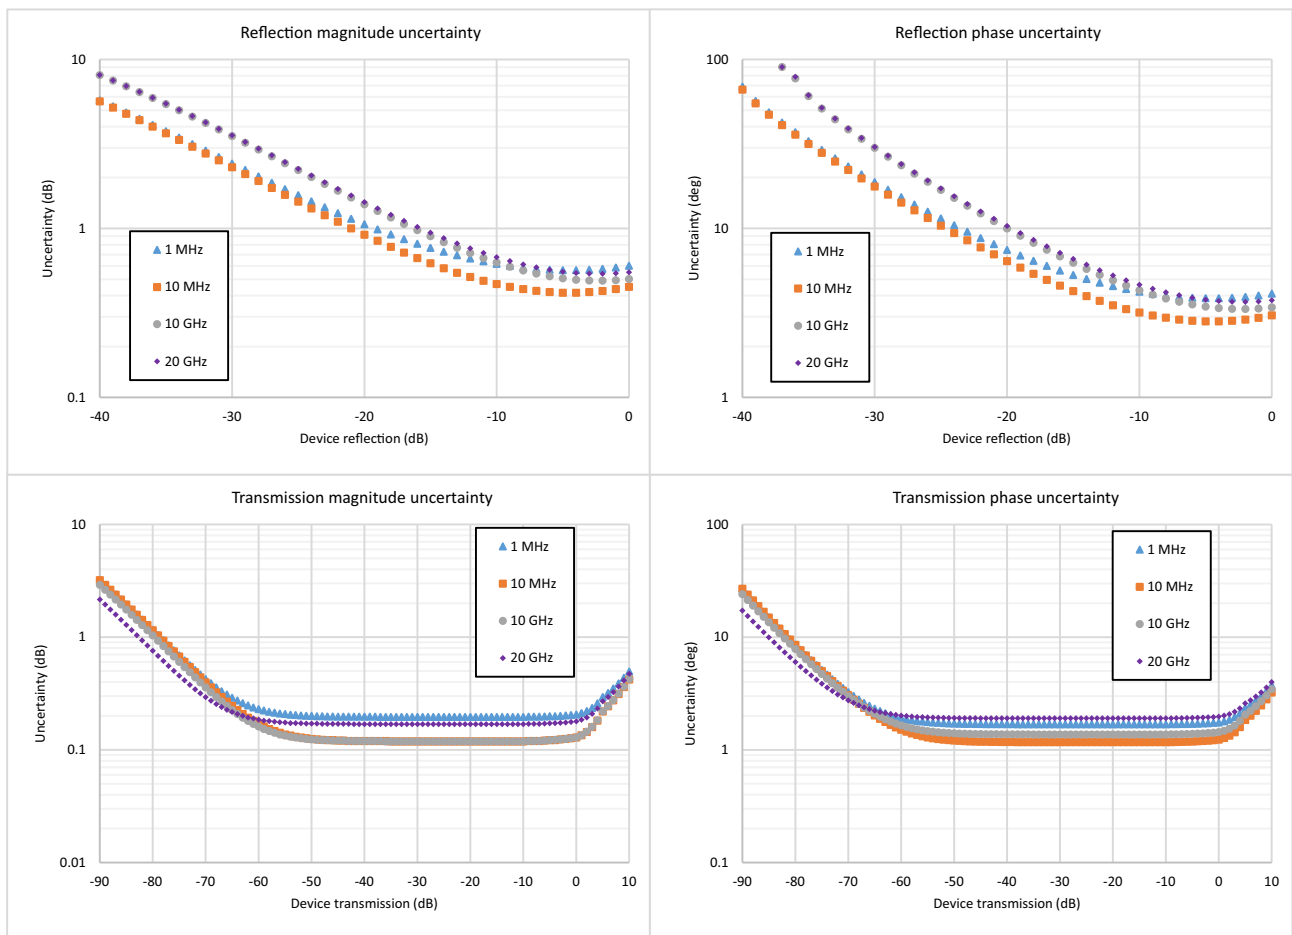 Reflection magnitude uncertainty
10
1
0.1
Uncertainty (dB)
1 MHz
10 MHz
10 GHz
20 GHz
-40
-30
-20
-10
0
Device reflection (dB)
Reflection phase uncertainty
100
10
1
Uncertainty (deg)
1 MHz
10 MHz
10 GHz
20 GHz
-40
-30
-20
-10
0
Device reflection (dB)
Transmission magnitude uncertainty
10
1
0.1
0.01
Uncertainty (dB)
1 MHz
10 MHz
10 GHz
20 GHz
-90
-80
-70
-60
-50
-40
-30
-20
-10
0
10
Device transmission (dB)
Transmission phase uncertainty
100
10
1
0.1
Uncertainty (deg)
1 MHz
10 MHz
10 GHz
20 GHz
-90
-80
-70
-60
-50
-40
-30
-20
-10
0
10
Device transmission (dB)